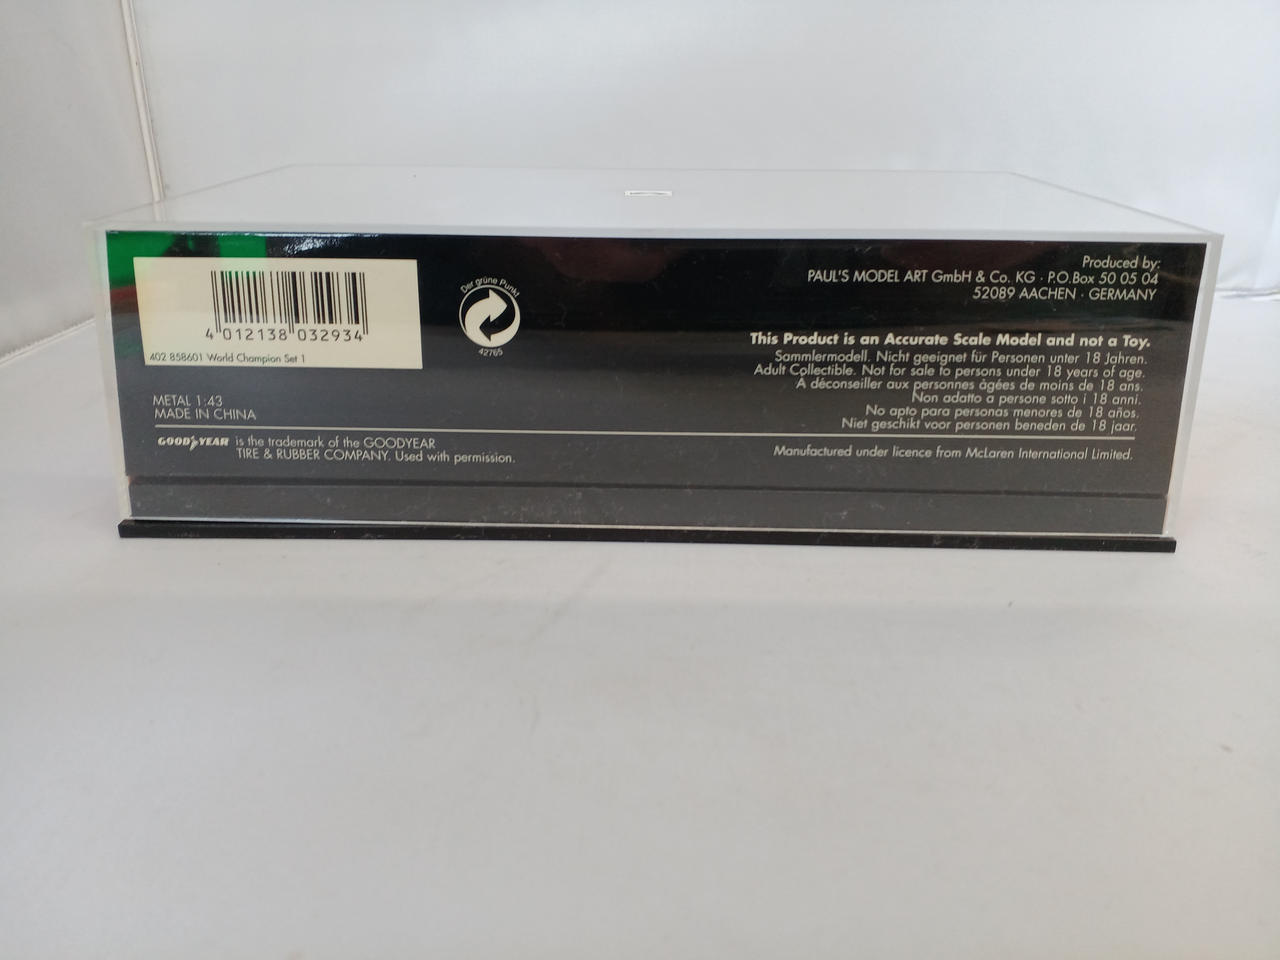 4 012138 032934
402 858601 World Champion Set 1
Der grüne Punkt
42765
Produced by:
PAUL'S MODEL ART GmbH & Co. KG · P.O.Box 50 05 04
52089 AACHEN · GERMANY
This Product is an Accurate Scale Model and not a Toy.
Sammlermodell. Nicht geeignet für Personen unter 18 Jahren.
Adult Collectible. Not for sale to persons under 18 years of age.
A déconseiller aux personnes àgées de moins de 18 ans.
Non adatto a persone sotto i 18 anni.
No apto para personas menores de 18 años.
Niet geschikt voor personen beneden de 18 jaar.
METAL 1:43
MADE IN CHINA
GOODYEAR is the trademark of the GOODYEAR
TIRE & RUBBER COMPANY. Used with permission.
Manufactured under licence from McLaren International Limited.